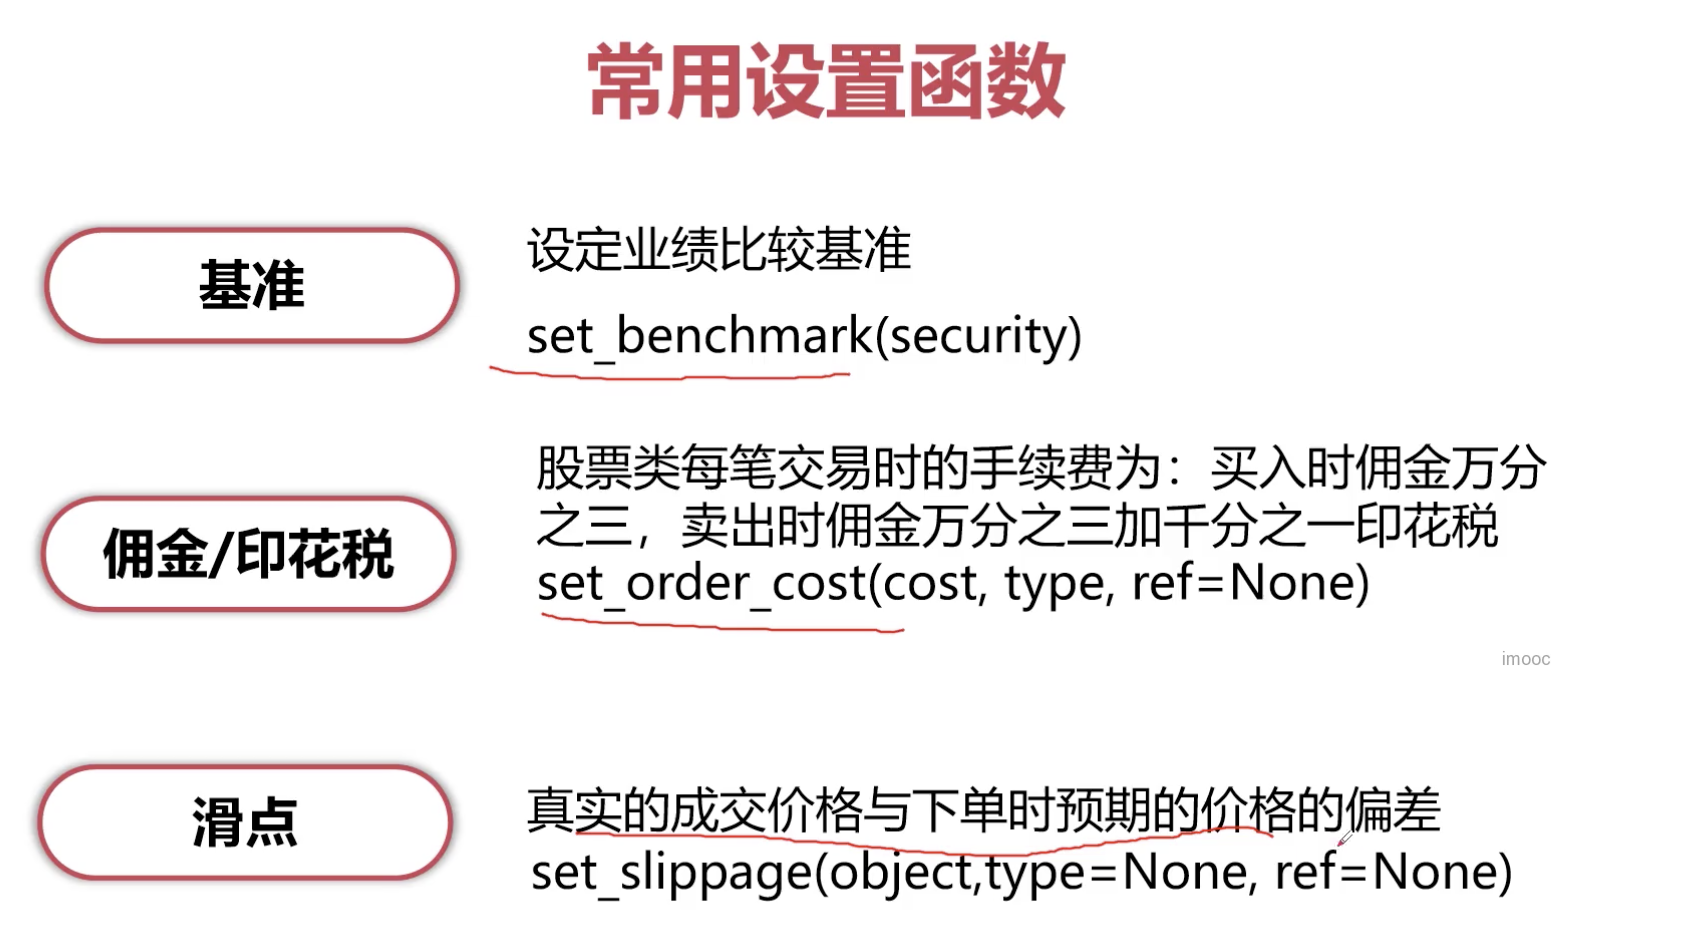 常用设置函数
基准
设定业绩比较基准
set_benchmark(security)
佣金/印花税
股票类每笔交易时的手续费为：买入时佣金万分
之三，卖出时佣金万分之三加千分之一印花税
set_order_cost(cost, type, ref=None)
imooc
滑点
真实的成交价格与下单时预期的价格的偏差
set_slippage(object,type=None, ref=None)